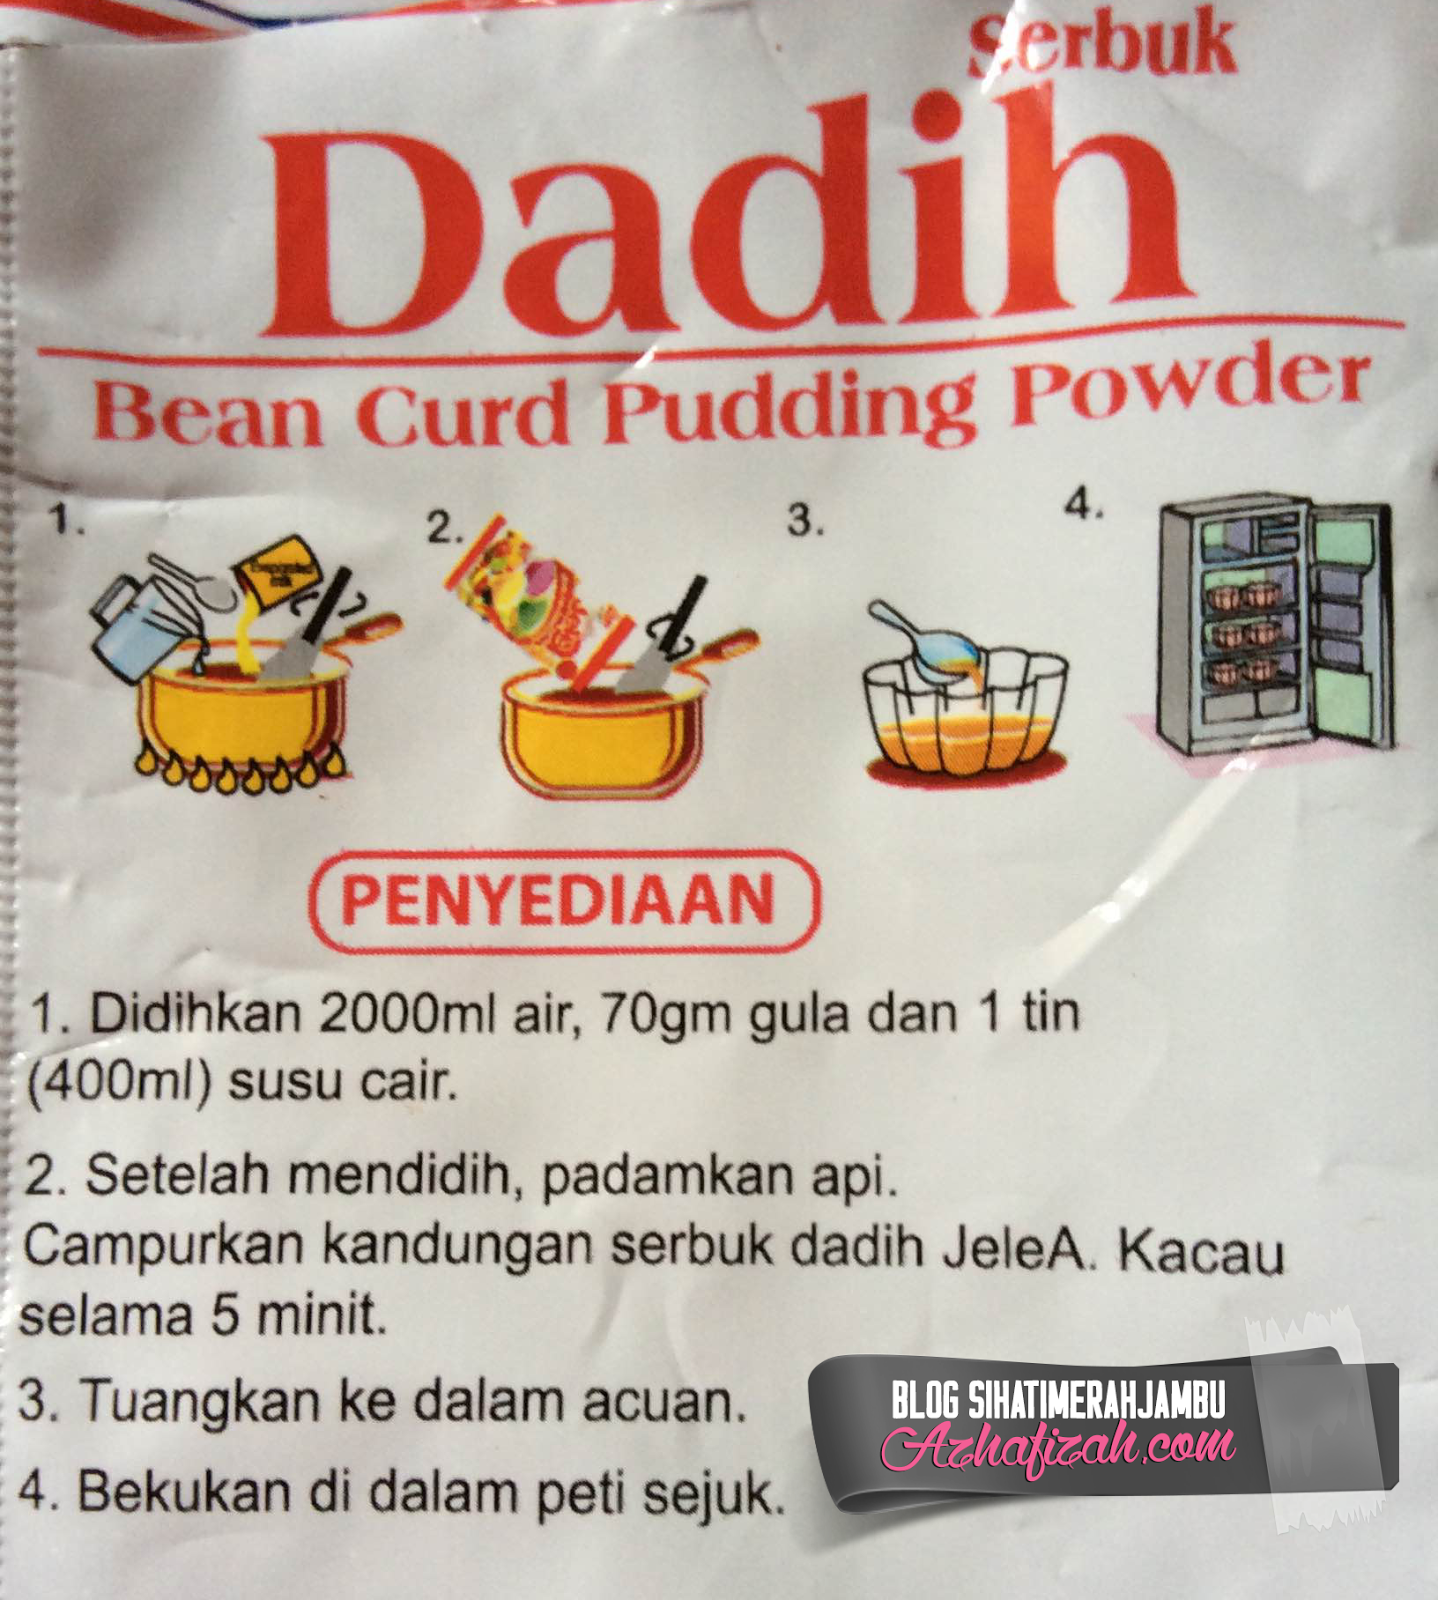 Serbuk
Dadih
Bean Curd Pudding Powder
1.
2.
3.
4.
PENYEDIAAN
1. Didihkan 2000ml air, 70gm gula dan 1 tin
(400ml) susu cair.
2. Setelah mendidih, padamkan api.
Campurkan kandungan serbuk dadih JeleA. Kacau
selama 5 minit.
3. Tuangkan ke dalam acuan.
4. Bekukan di dalam peti sejuk.
BLOG SIHATIMERAHJAMBU
Azhafizah.com